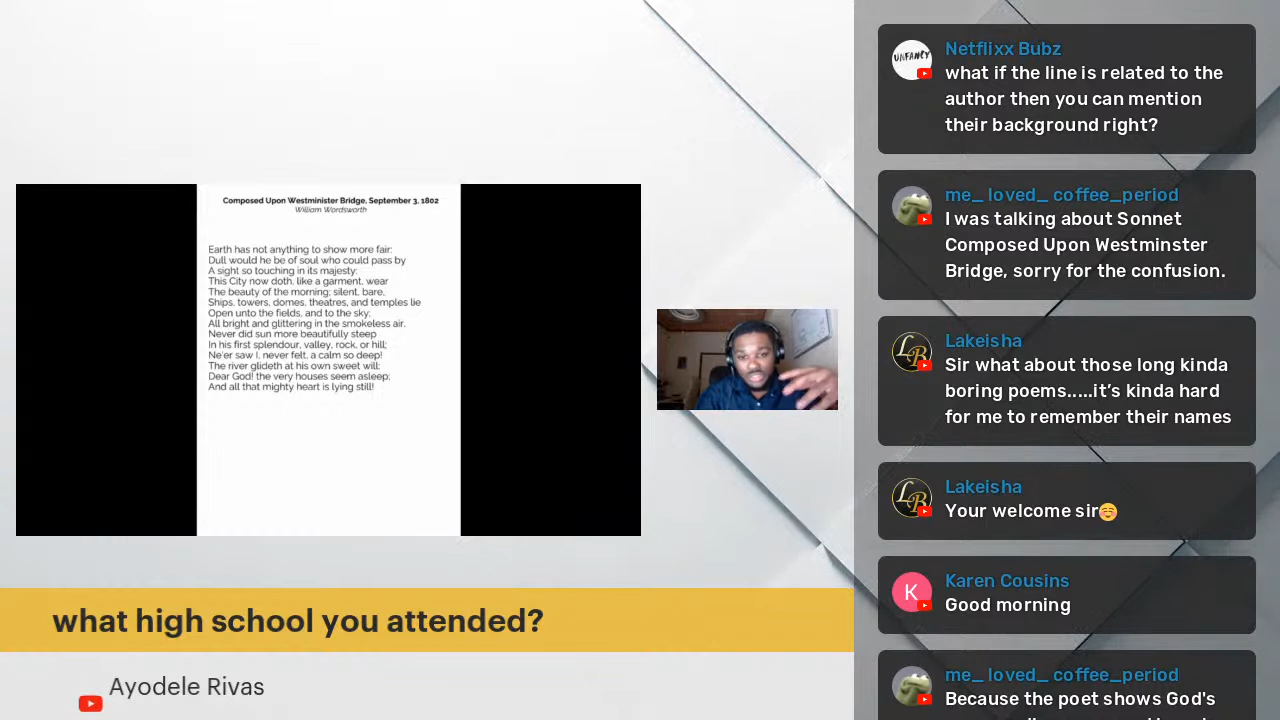 Composed Upon Westminister Bridge, September 3, 1802
William Wordsworth
Earth has not anything to show more fair:
Dull would he be of soul who could pass by
A sight so touching in its majesty:
This City now doth, like a garment, wear
The beauty of the morning; silent, bare,
Ships, towers, domes, theatres, and temples lie
Open unto the fields, and to the sky;
All bright and glittering in the smokeless air.
Never did sun more beautifully steep
In his first splendour, valley, rock, or hill;
Ne'er saw I, never felt, a calm so deep!
The river glideth at his own sweet will:
Dear God! the very houses seem asleep;
And all that mighty heart is lying still!
what high school you attended?
Ayodele Rivas
UNFANCY
Netflixx Bubz
what if the line is related to the
author then you can mention
their background right?
me_ loved_ coffee_period
I was talking about Sonnet
Composed Upon Westminster
Bridge, sorry for the confusion.
LB
Lakeisha
Sir what about those long kinda
boring poems.....it's kinda hard
for me to remember their names
LB
Lakeisha
Your welcome sir😊
K
Karen Cousins
Good morning
me_ loved_ coffee_period
Because the poet shows God's